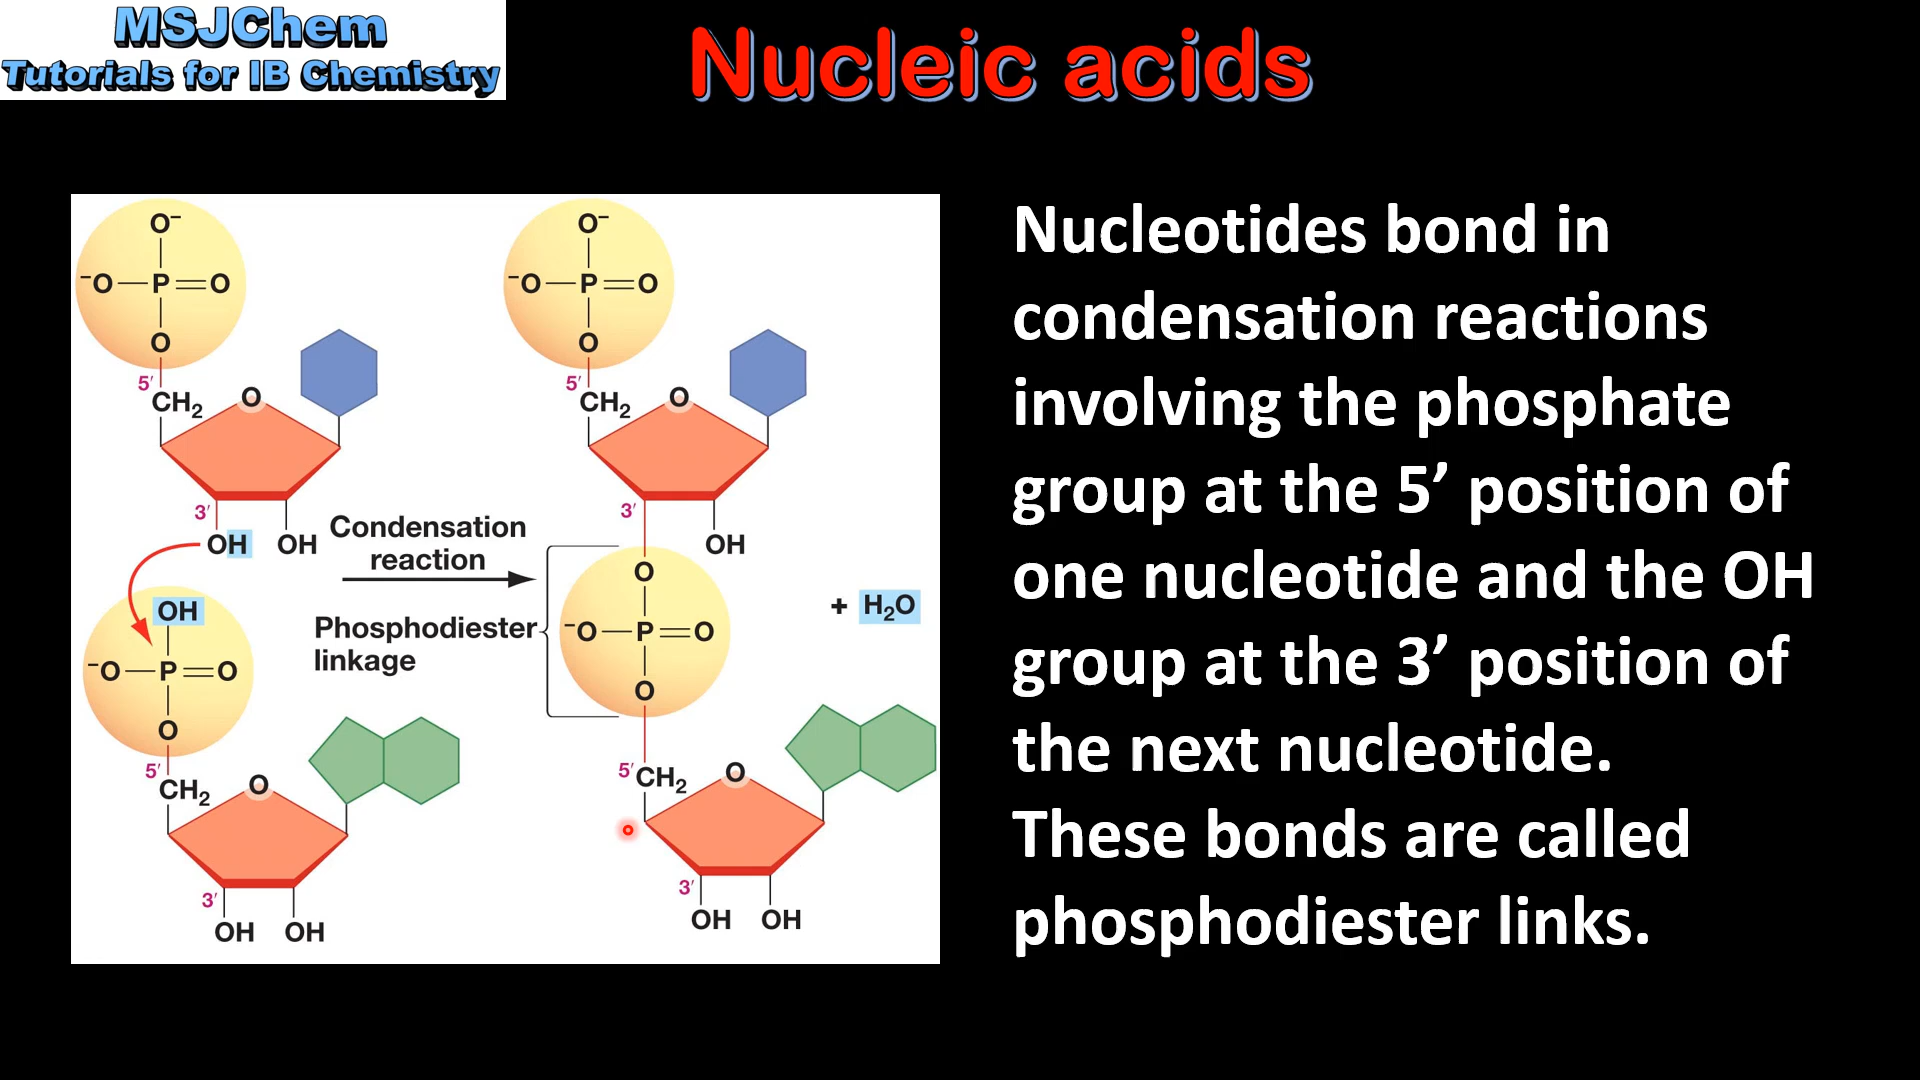 MSJChem
Tutorials for IB Chemistry
Nucleic acids
O⁻
⁻O—P=O
O
5′
CH₂
O
3′
OH OH
OH
⁻O—P=O
O
5′
CH₂
O
3′
OH OH
Condensation
reaction
Phosphodiester
linkage
O⁻
⁻O—P=O
O
5′
CH₂
O
3′
OH
O
⁻O—P=O
O
5′
CH₂
O
3′
OH OH
+ H₂O
Nucleotides bond in
condensation reactions
involving the phosphate
group at the 5’ position of
one nucleotide and the OH
group at the 3’ position of
the next nucleotide.
These bonds are called
phosphodiester links.